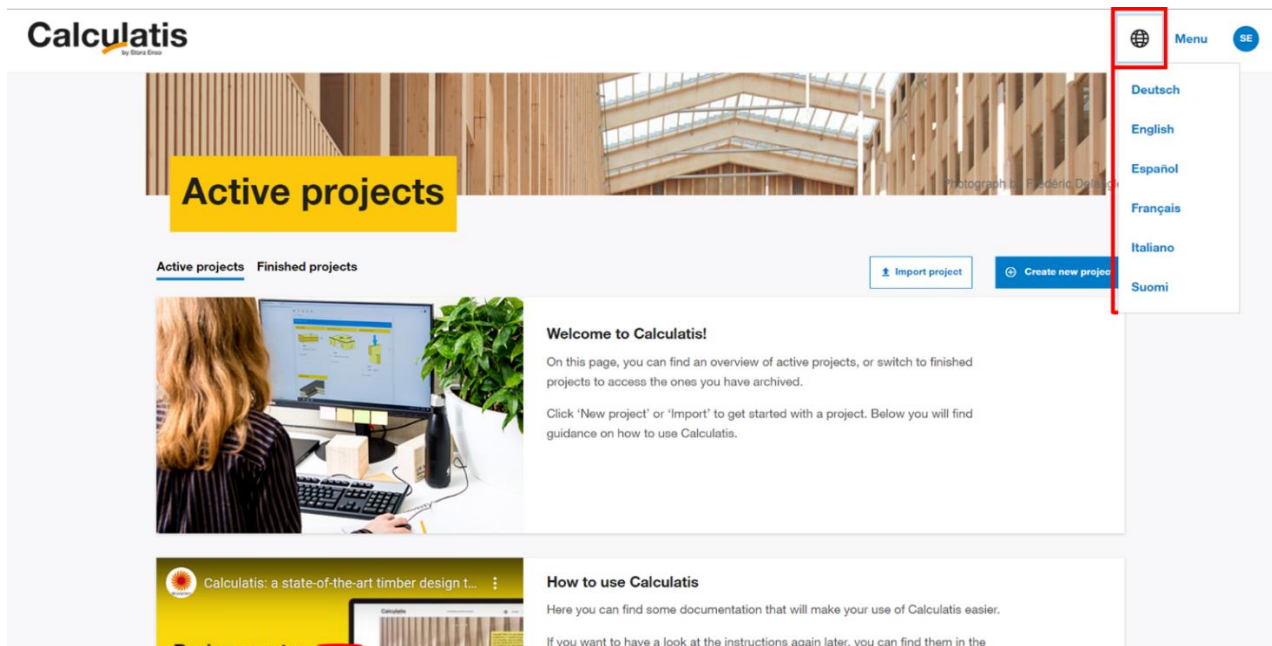 Calculatis
by Stora Enso
Menu
SE
Deutsch
English
Español
Français
Italiano
Suomi
Photograph by Frédéric
Active projects
Active projects Finished projects
Import project
Create new project
Welcome to Calculatis!
On this page, you can find an overview of active projects, or switch to finished
projects to access the ones you have archived.
Click ‘New project’ or ‘Import’ to get started with a project. Below you will find
guidance on how to use Calculatis.
Calculatis: a state-of-the-art timber design t...
How to use Calculatis
Here you can find some documentation that will make your use of Calculatis easier.
If you want to have a look at the instructions again later, you can find them in the